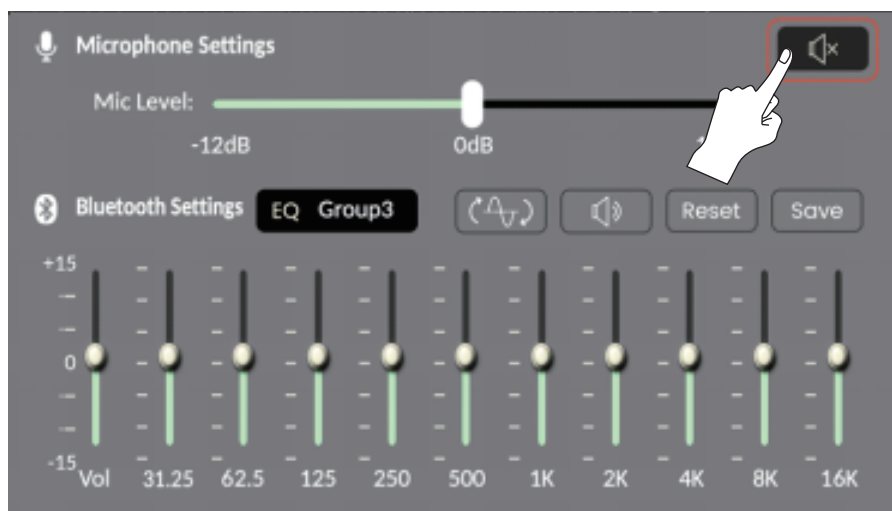 Microphone Settings
Mic Level:
-12dB 0dB
Bluetooth Settings EQ Group3 Reset Save
+15
0
-15
Vol 31.25 62.5 125 250 500 1K 2K 4K 8K 16K